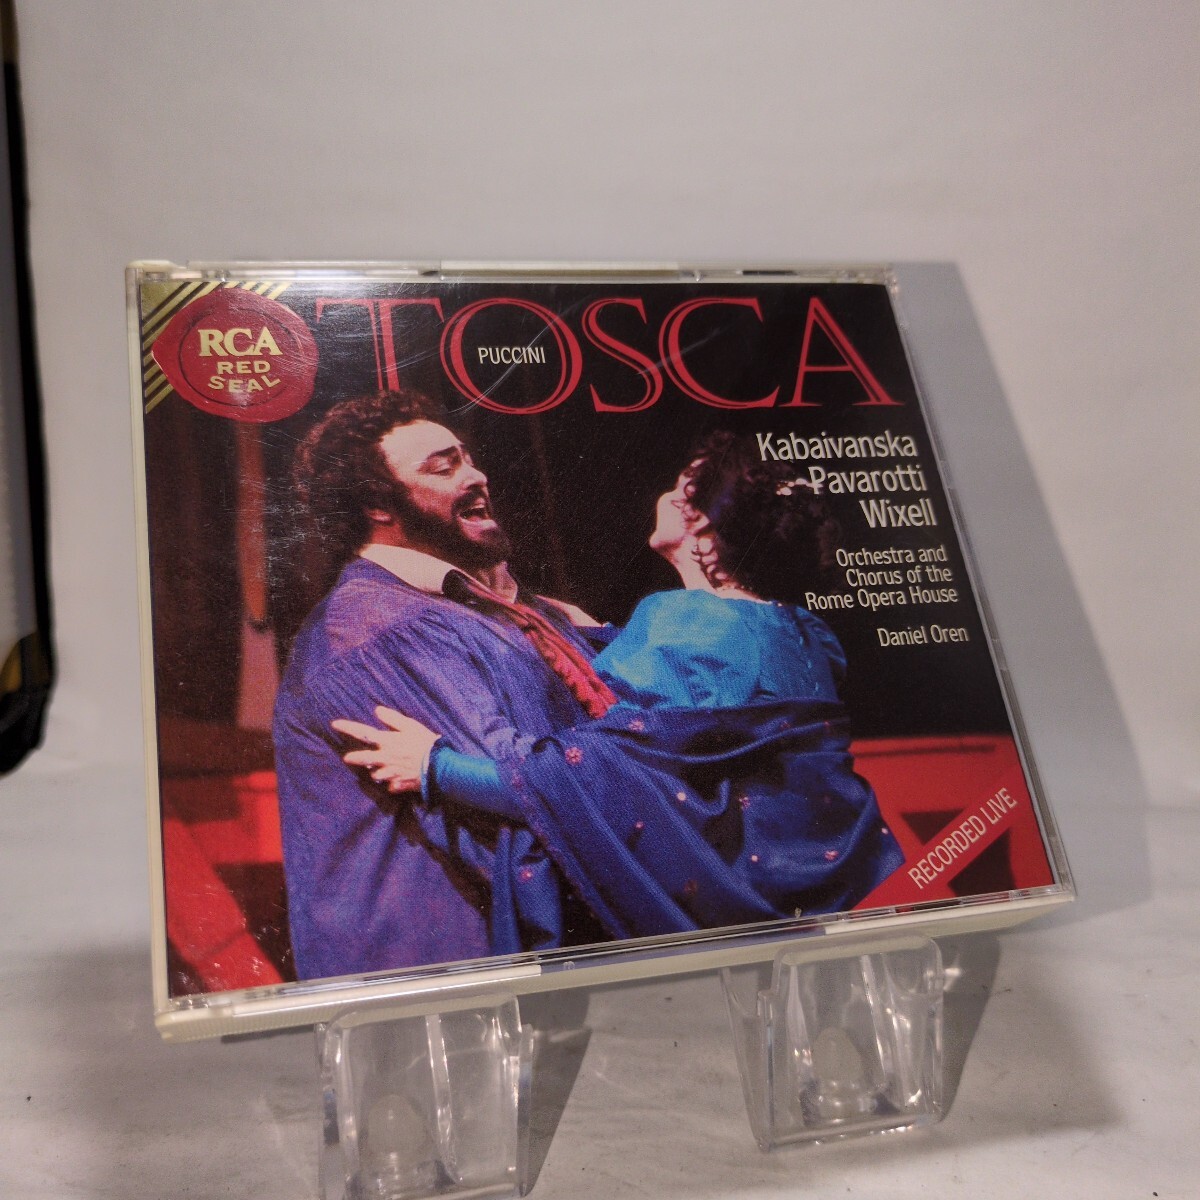 RCA
RED
SEAL
TOSCA
PUCCINI
Kabaivanska
Pavarotti
Wixell
Orchestra and
Chorus of the
Rome Opera House
Daniel Oren
RECORDED LIVE